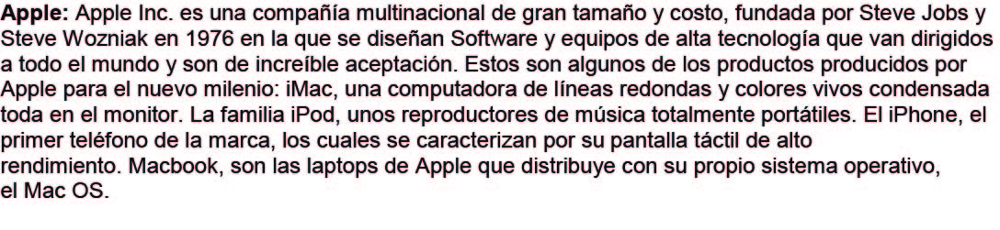 Apple: Apple Inc. es una compañía multinacional de gran tamaño y costo, fundada por Steve Jobs y
Steve Wozniak en 1976 en la que se diseñan Software y equipos de alta tecnología que van dirigidos
a todo el mundo y son de increíble aceptación. Estos son algunos de los productos producidos por
Apple para el nuevo milenio: iMac, una computadora de líneas redondas y colores vivos condensada
toda en el monitor. La familia iPod, unos reproductores de música totalmente portátiles. El iPhone, el
primer teléfono de la marca, los cuales se caracterizan por su pantalla táctil de alto
rendimiento. Macbook, son las laptops de Apple que distribuye con su propio sistema operativo,
el Mac OS.